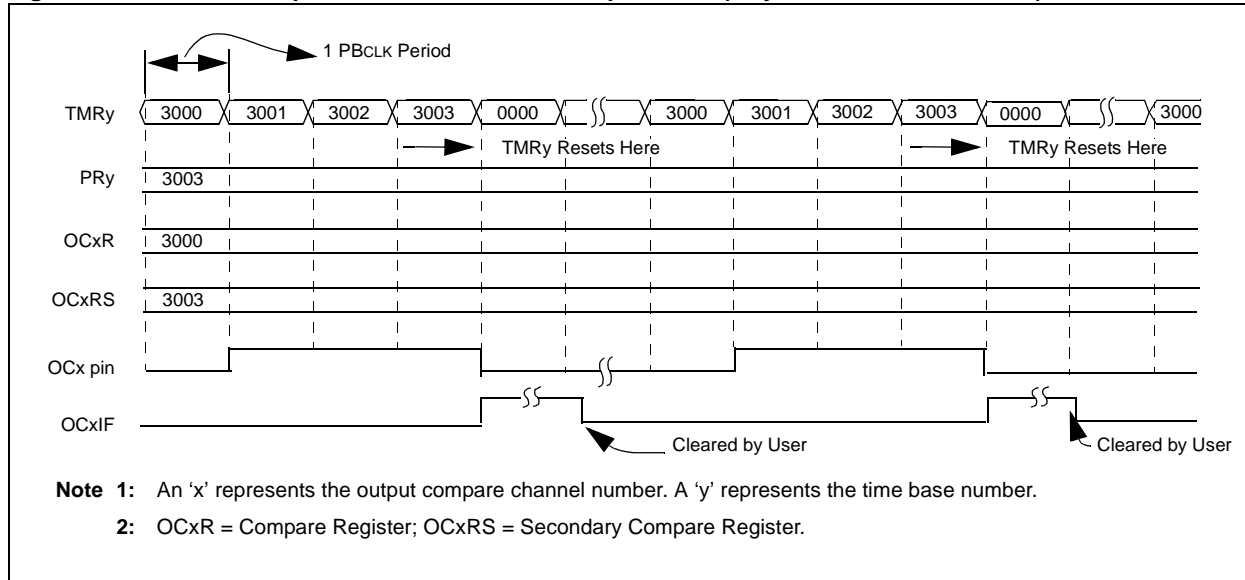 1 PBCLK Period
TMRy 3000 3001 3002 3003 0000 3000 3001 3002 3003 0000 3000
TMRy Resets Here TMRy Resets Here
PRy 3003
OCxR 3000
OCxRS 3003
OCx pin
OCxIF
Cleared by User Cleared by User
Note 1: An ‘x’ represents the output compare channel number. A ‘y’ represents the time base number.
2: OCxR = Compare Register; OCxRS = Secondary Compare Register.